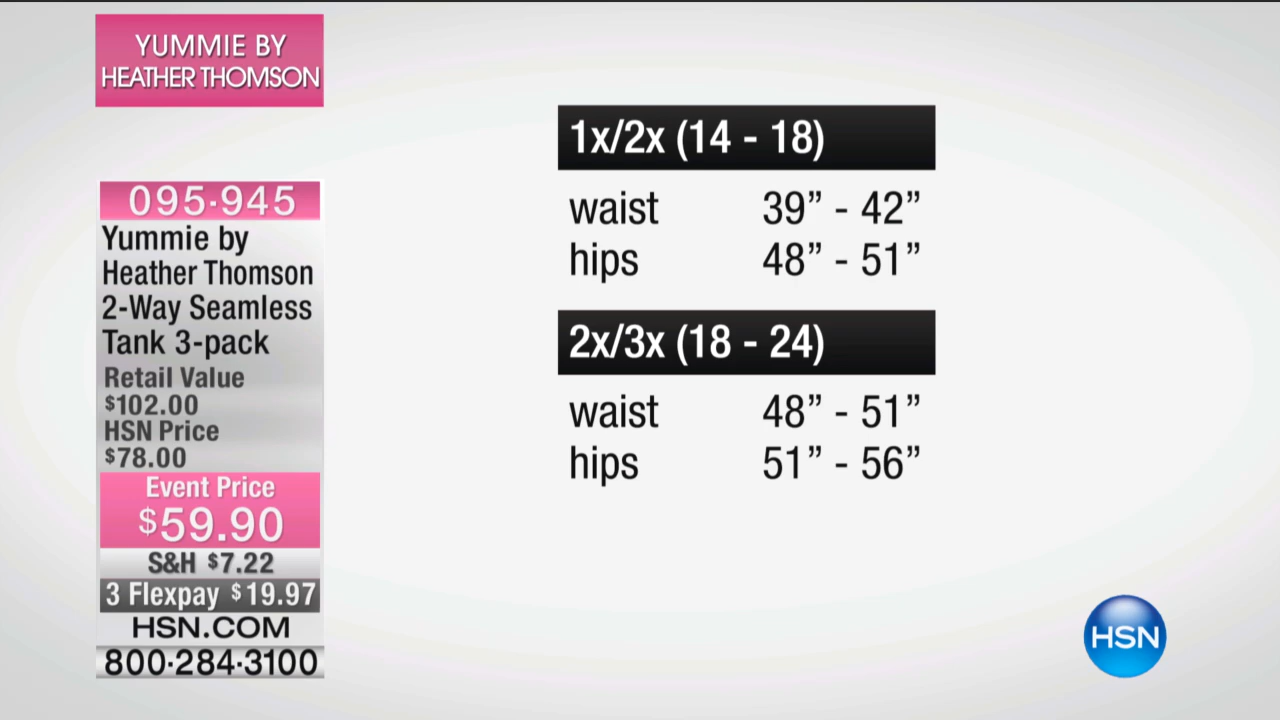 YUMMIE BY
HEATHER THOMSON
095·945
Yummie by
Heather Thomson
2-Way Seamless
Tank 3-pack
Retail Value
$102.00
HSN Price
$78.00
Event Price
$59.90
S&H $7.22
3 Flexpay $19.97
HSN.COM
800·284·3100
1x/2x (14 - 18)
waist 39” - 42”
hips 48” - 51”
2x/3x (18 - 24)
waist 48” - 51”
hips 51” - 56”
HSN